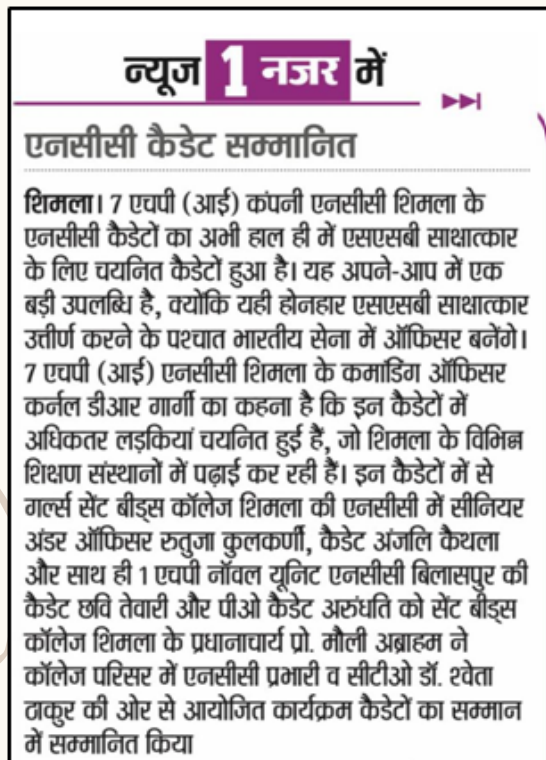 न्यूज 1 नजर में
एनसीसी कैडेट सम्मानित
शिमला। 7 एचपी (आई) कंपनी एनसीसी शिमला के
एनसीसी कैडेटों का अभी हाल ही में एसएसबी साक्षात्कार
के लिए चयनित कैडेटों हुआ है। यह अपने-आप में एक
बड़ी उपलब्धि है, क्योंकि यही होनहार एसएसबी साक्षात्कार
उत्तीर्ण करने के पश्चात भारतीय सेना में ऑफिसर बनेंगे।
7 एचपी (आई) एनसीसी शिमला के कमांडिंग ऑफिसर
कर्नल डीआर गार्गी का कहना है कि इन कैडेटों में
अधिकतर लड़कियां चयनित हुई हैं, जो शिमला के विभिन्न
शिक्षण संस्थानों में पढ़ाई कर रही हैं। इन कैडेटों में से
गर्ल्स सेंट बीड्स कॉलेज शिमला की एनसीसी में सीनियर
अंडर ऑफिसर रुतुजा कुलकर्णी, कैडेट अंजलि कैथला
और साथ ही 1 एचपी नॉवल यूनिट एनसीसी बिलासपुर की
कैडेट छवि तेवारी और पीओ कैडेट अरुंधति को सेंट बीड्स
कॉलेज शिमला के प्रधानाचार्य प्रो. मौली अब्राहम ने
कॉलेज परिसर में एनसीसी प्रभारी व सीटीओ डॉ. श्वेता
ठाकुर की ओर से आयोजित कार्यक्रम कैडेटों का सम्मान
में सम्मानित किया